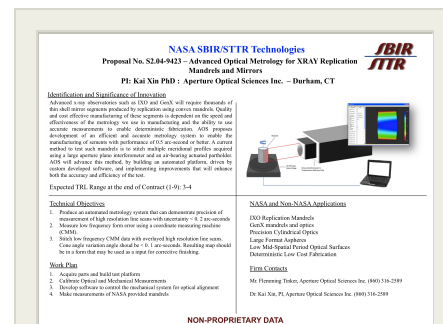 NASA SBIR/STTR Technologies
Proposal No. S2.04-9423 – Advanced Optical Metrology for XRAY Replication
Mandrels and Mirrors
PI: Kai Xin PhD : Aperture Optical Sciences Inc. – Durham, CT
SBIR
STTR
Identification and Significance of Innovation
Advanced x-ray observatories such as IXO and GenX will require thousands of
thin shell mirror segments produced by replication using convex mandrels. Quality
and cost effective manufacturing of these segments is dependent on the speed and
effectiveness of the metrology we use in manufacturing and the ability to use
accurate measurements to enable deterministic fabrication. AOS proposes
development of an efficient and accurate metrology system to enable the
manufacturing of segments with performance of 0.5 arc-second or better. A current
method to test such mandrels is to stitch multiple meridional profiles acquired
using a large aperture plano interferometer and an air-bearing actuated partholder.
AOS will advance this method, by building an automated platform, driven by
custom developed software, and implementing improvements that will enhance
both the accuracy and efficiency of the test.
Expected TRL Range at the end of Contract (1-9): 3-4
Technical Objectives
1. Produce an automated metrology system that can demonstrate precision of
measurement of high resolution line scans with uncertainty < 0. 2 arc-seconds
2. Measure low frequency form error using a coordinate measuring machine
(CMM).
3. Stitch low frequency CMM data with overlayed high resolution line scans.
Cone angle variation angle should be < 0. 1 arc-seconds. Resulting map should
be in a form that may be used as a input for corrective finishing.
Work Plan
1. Acquire parts and build test platform
2. Calibrate Optical and Mechanical Measurements
3. Develop software to control the mechanical system for optical alignment
4. Make measurements of NASA provided mandrels
NASA and Non-NASA Applications
IXO Replication Mandrels
GenX mandrels and optics
Precision Cylindrical Optics
Large Format Aspheres
Low Mid-Spatial Period Optical Surfaces
Deterministic Low Cost Fabrication
Firm Contacts
Mr. Flemming Tinker, Aperture Optical Sciences Inc. (860) 316-2589
Dr. Kai Xin, PI, Aperture Optical Sciences Inc. (860) 316-2589
NON-PROPRIETARY DATA